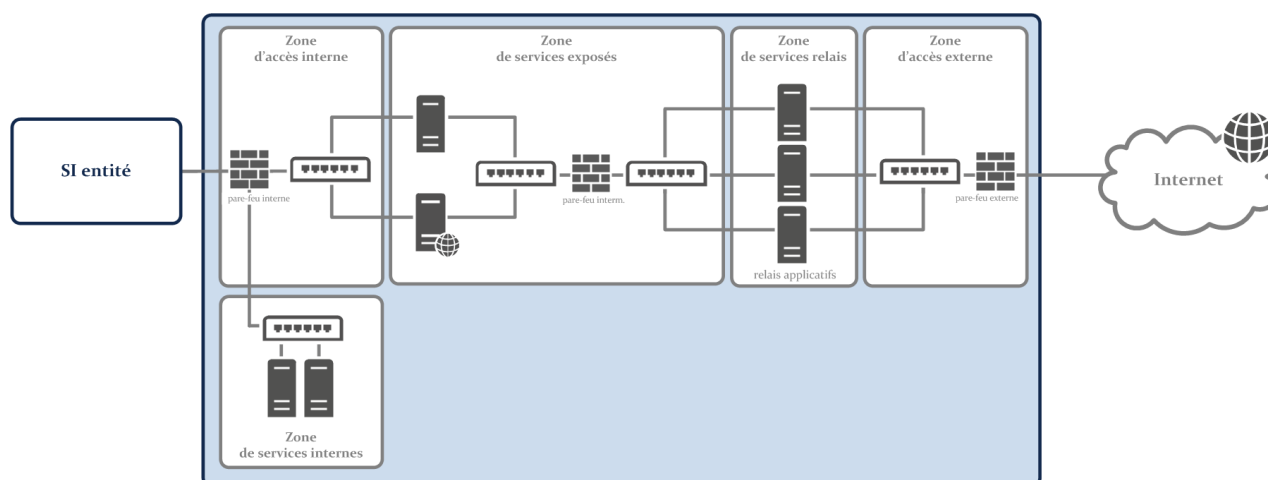 Zone
d'accès interne
Zone
de services exposés
Zone
de services relais
Zone
d'accès externe
SI entité
Internet
pare-feu interne
pare-feu interm.
pare-feu externe
relais applicatifs
Zone
de services internes